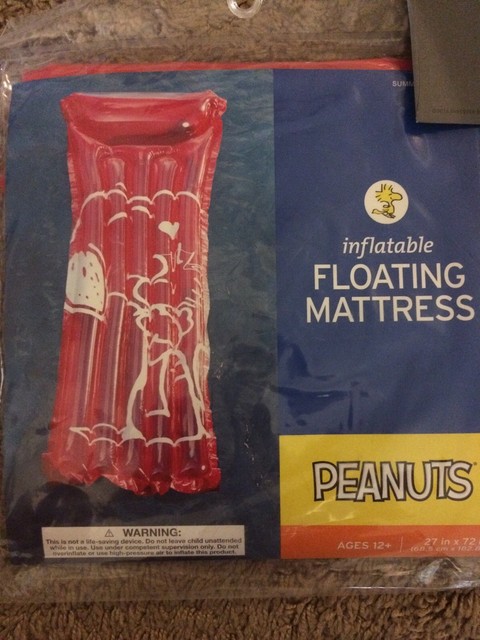 SUMM
inflatable
FLOATING
MATTRESS
PEANUTS
⚠ WARNING:
This is not a life-saving device. Do not leave child unattended
while in use. Use under competent supervision only. Do not
overinflate or use high-pressure air to inflate this product.
AGES 12+
27 in x 72